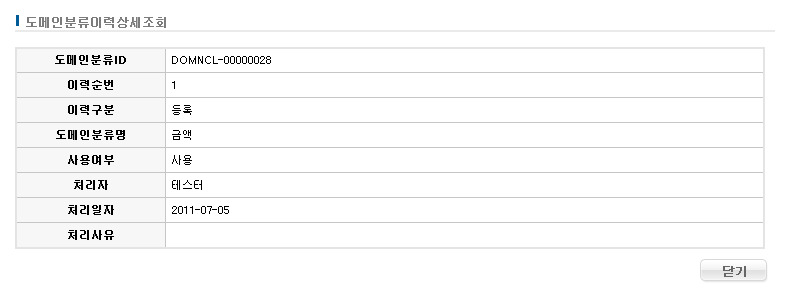 도메인분류이력상세조회
도메인분류ID DOMNCL-00000028
이력순번 1
이력구분 등록
도메인분류명 금액
사용여부 사용
처리자 테스터
처리일자 2011-07-05
처리사유
닫기